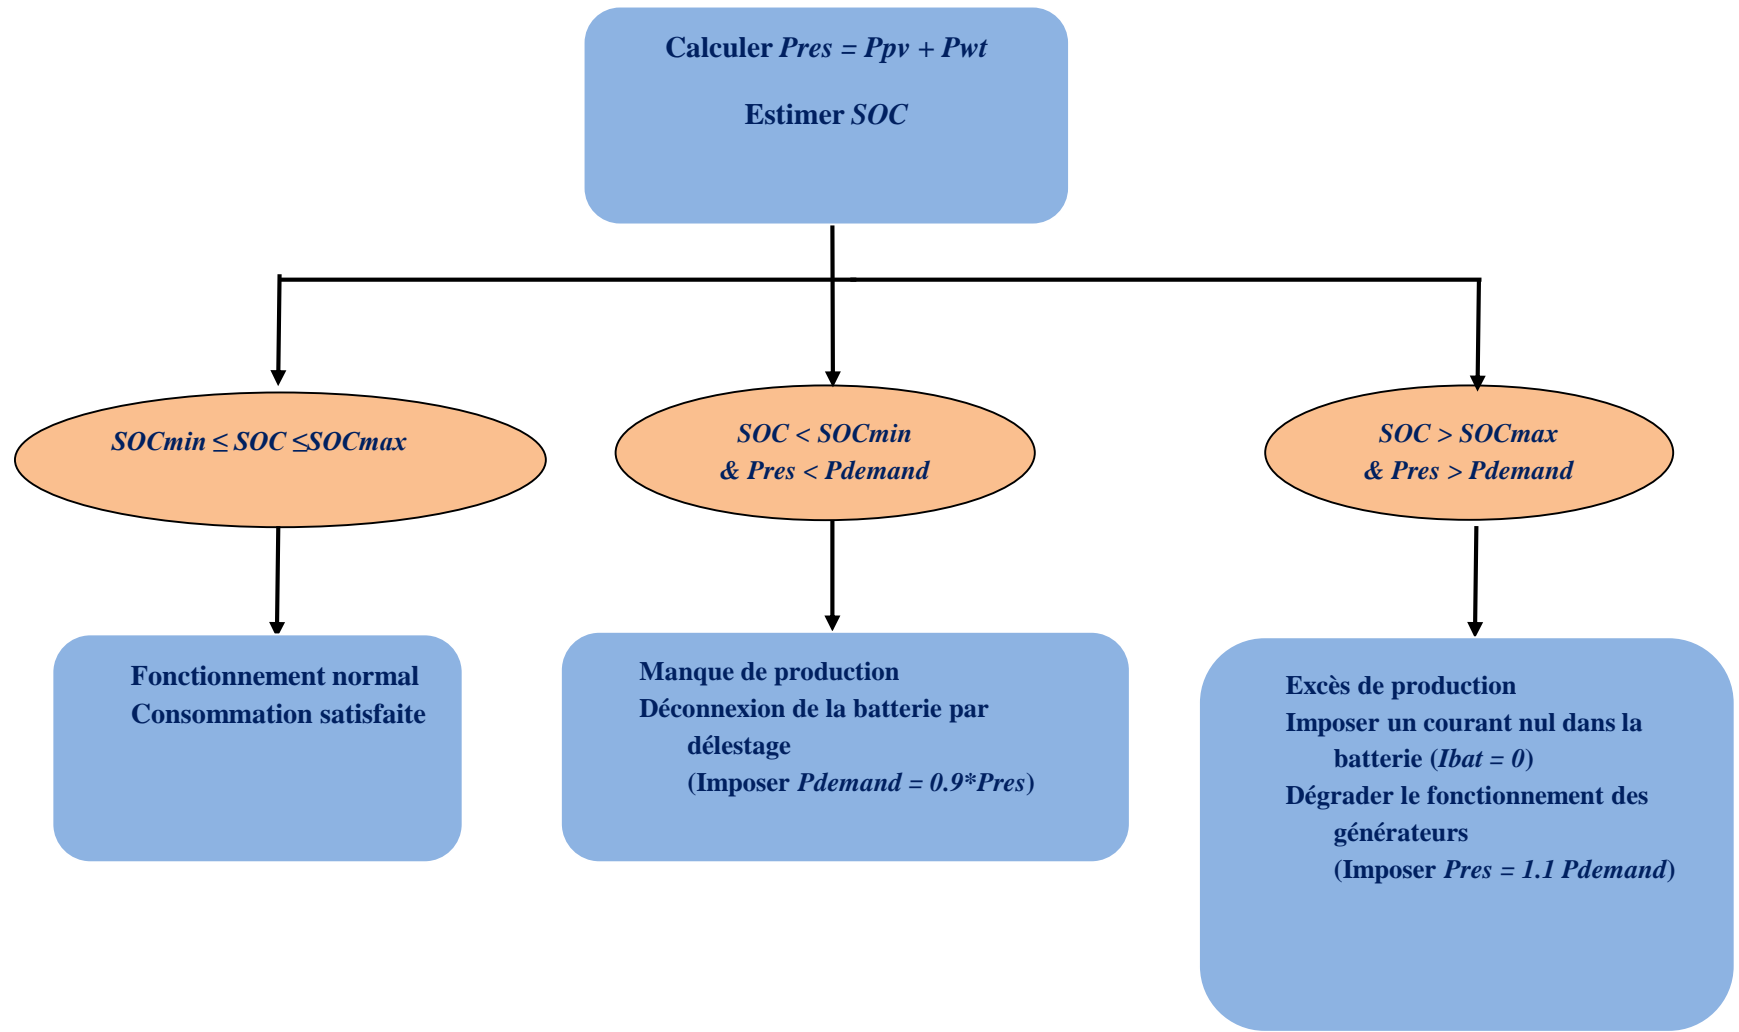 Calculer Pres = Ppv + Pwt
Estimer SOC
SOCmin ≤ SOC ≤SOCmax
SOC < SOCmin
& Pres < Pdemand
SOC > SOCmax
& Pres > Pdemand
Fonctionnement normal
Consommation satisfaite
Manque de production
Déconnexion de la batterie par
délestage
(Imposer Pdemand = 0.9*Pres)
Excès de production
Imposer un courant nul dans la
batterie (Ibat = 0)
Dégrader le fonctionnement des
générateurs
(Imposer Pres = 1.1 Pdemand)